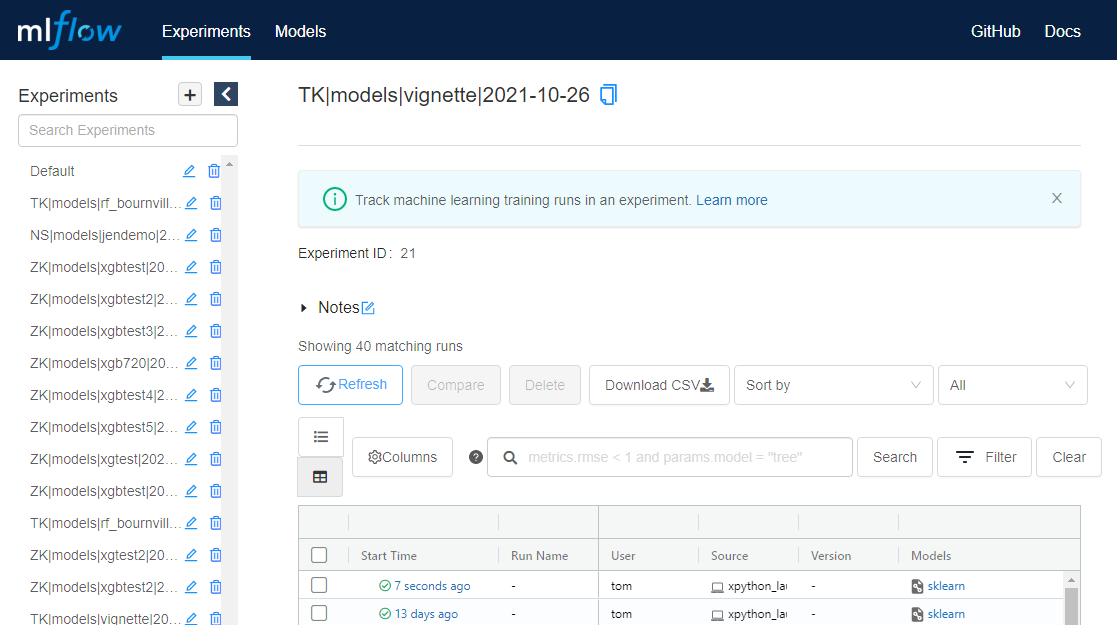 mlflow Experiments Models GitHub Docs
Experiments +
Search Experiments
Default
TK|models|rf_bournvill...
NS|models|jendemo|2...
ZK|models|xgbtest|20...
ZK|models|xgbtest2|2...
ZK|models|xgbtest3|2...
ZK|models|xgb720|20...
ZK|models|xgbtest4|2...
ZK|models|xgbtest5|2...
ZK|models|xgtest|202...
ZK|models|xgbtest|20...
TK|models|rf_bournvill...
ZK|models|xgtest2|20...
ZK|models|xgbtest2|2...
TK|models|vignette|20...
TK|models|vignette|2021-10-26
Track machine learning training runs in an experiment. Learn more
Experiment ID: 21
Notes
Showing 40 matching runs
Refresh Compare Delete Download CSV Sort by All
Columns ? metrics.rmse < 1 and params.model = "tree" Search Filter Clear
Start Time Run Name User Source Version Models
7 seconds ago - tom xpython_la - sklearn
13 days ago - tom xpython_la - sklearn